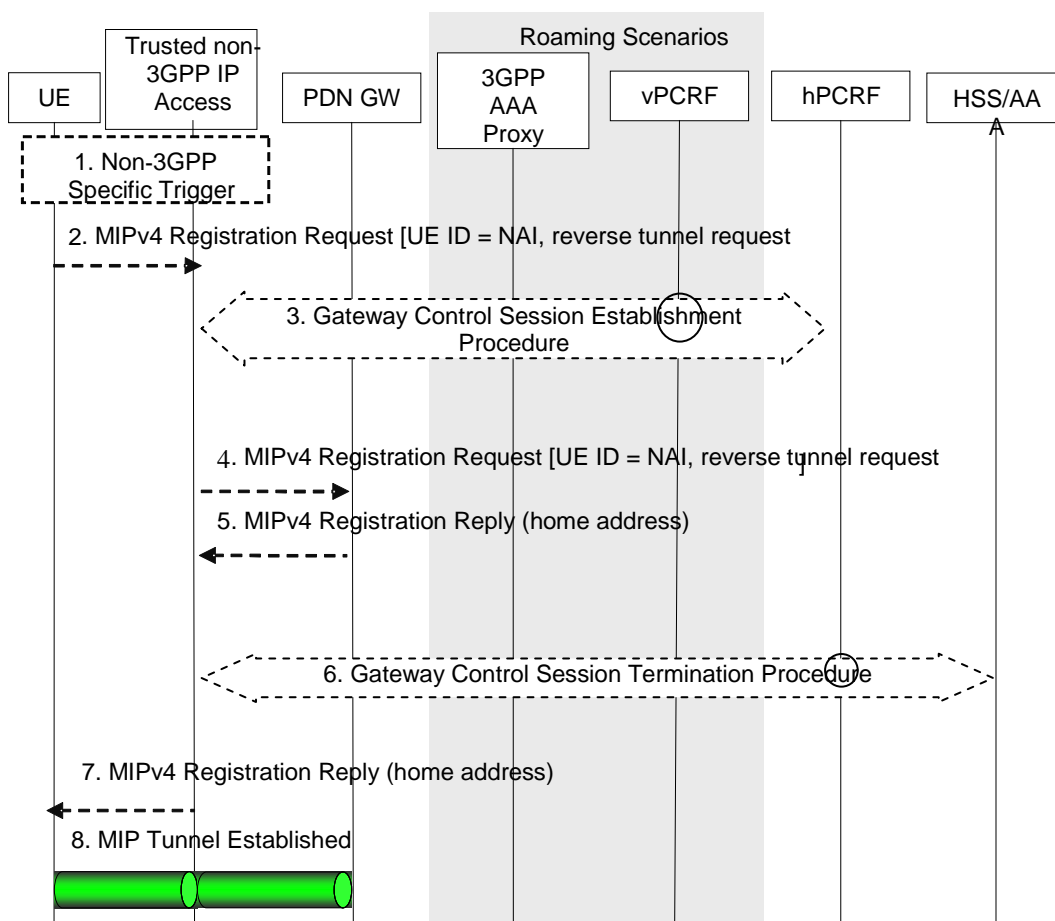 Roaming Scenarios
UE
Trusted non-
3GPP IP
Access
PDN GW
3GPP
AAA
Proxy
vPCRF
hPCRF
HSS/AA
A
1. Non-3GPP
Specific Trigger
2. MIPv4 Registration Request [UE ID = NAI, reverse tunnel request
3. Gateway Control Session Establishment
Procedure
4. MIPv4 Registration Request [UE ID = NAI, reverse tunnel request
]
5. MIPv4 Registration Reply (home address)
6. Gateway Control Session Termination Procedure
7. MIPv4 Registration Reply (home address)
8. MIP Tunnel Established